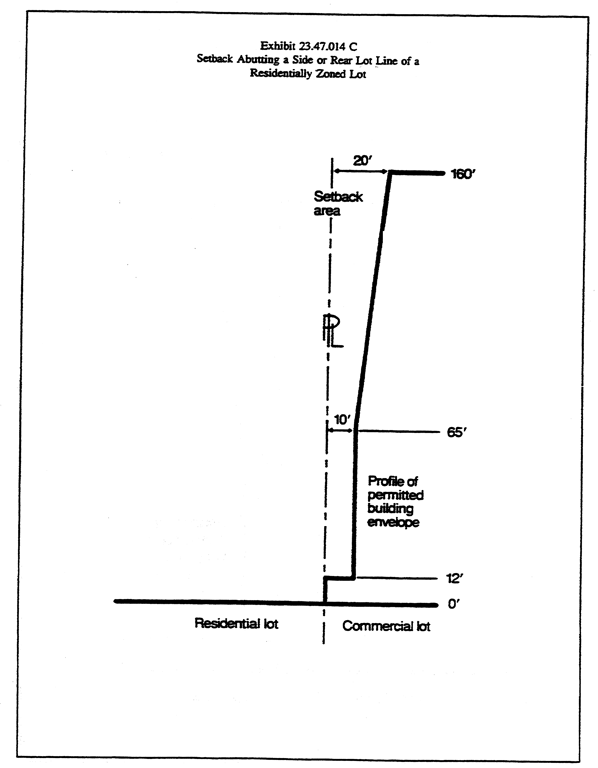 Exhibit 23.47.014 C
Setback Abutting a Side or Rear Lot Line of a
Residentially Zoned Lot
20'
160'
Setback
area
PL
10'
65'
Profile of
permitted
building
envelope
12'
0'
Residential lot
Commercial lot